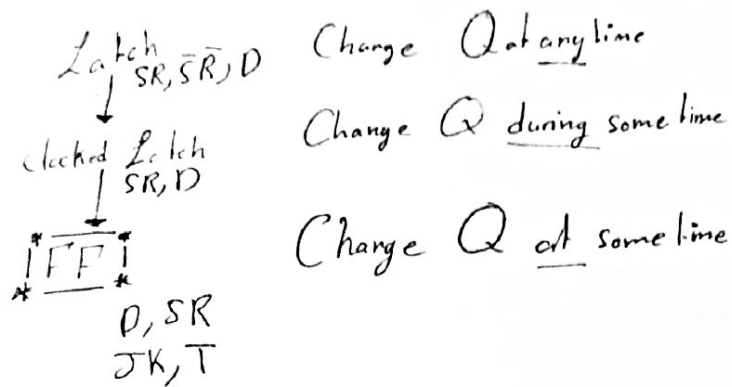 Latch Change Q at any time
SR, S̅R̅, D
Clocked Latch Change Q during some time
SR, D
FF Change Q at some time
D, SR
JK, T